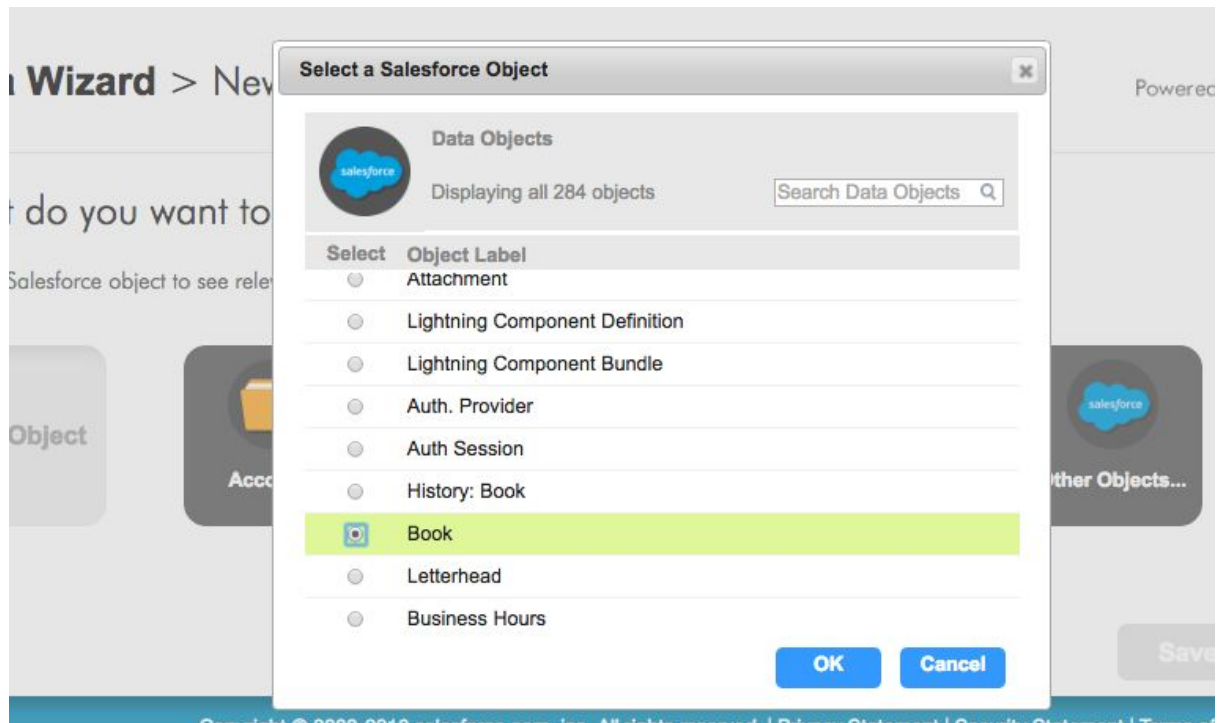 Wizard > New
Powered
do you want to
Salesforce object to see rele
Object
Acco
Other Objects...
Save
Select a Salesforce Object
salesforce
Data Objects
Displaying all 284 objects
Search Data Objects
Select Object Label
Attachment
Lightning Component Definition
Lightning Component Bundle
Auth. Provider
Auth Session
History: Book
Book
Letterhead
Business Hours
OK Cancel
salesforce